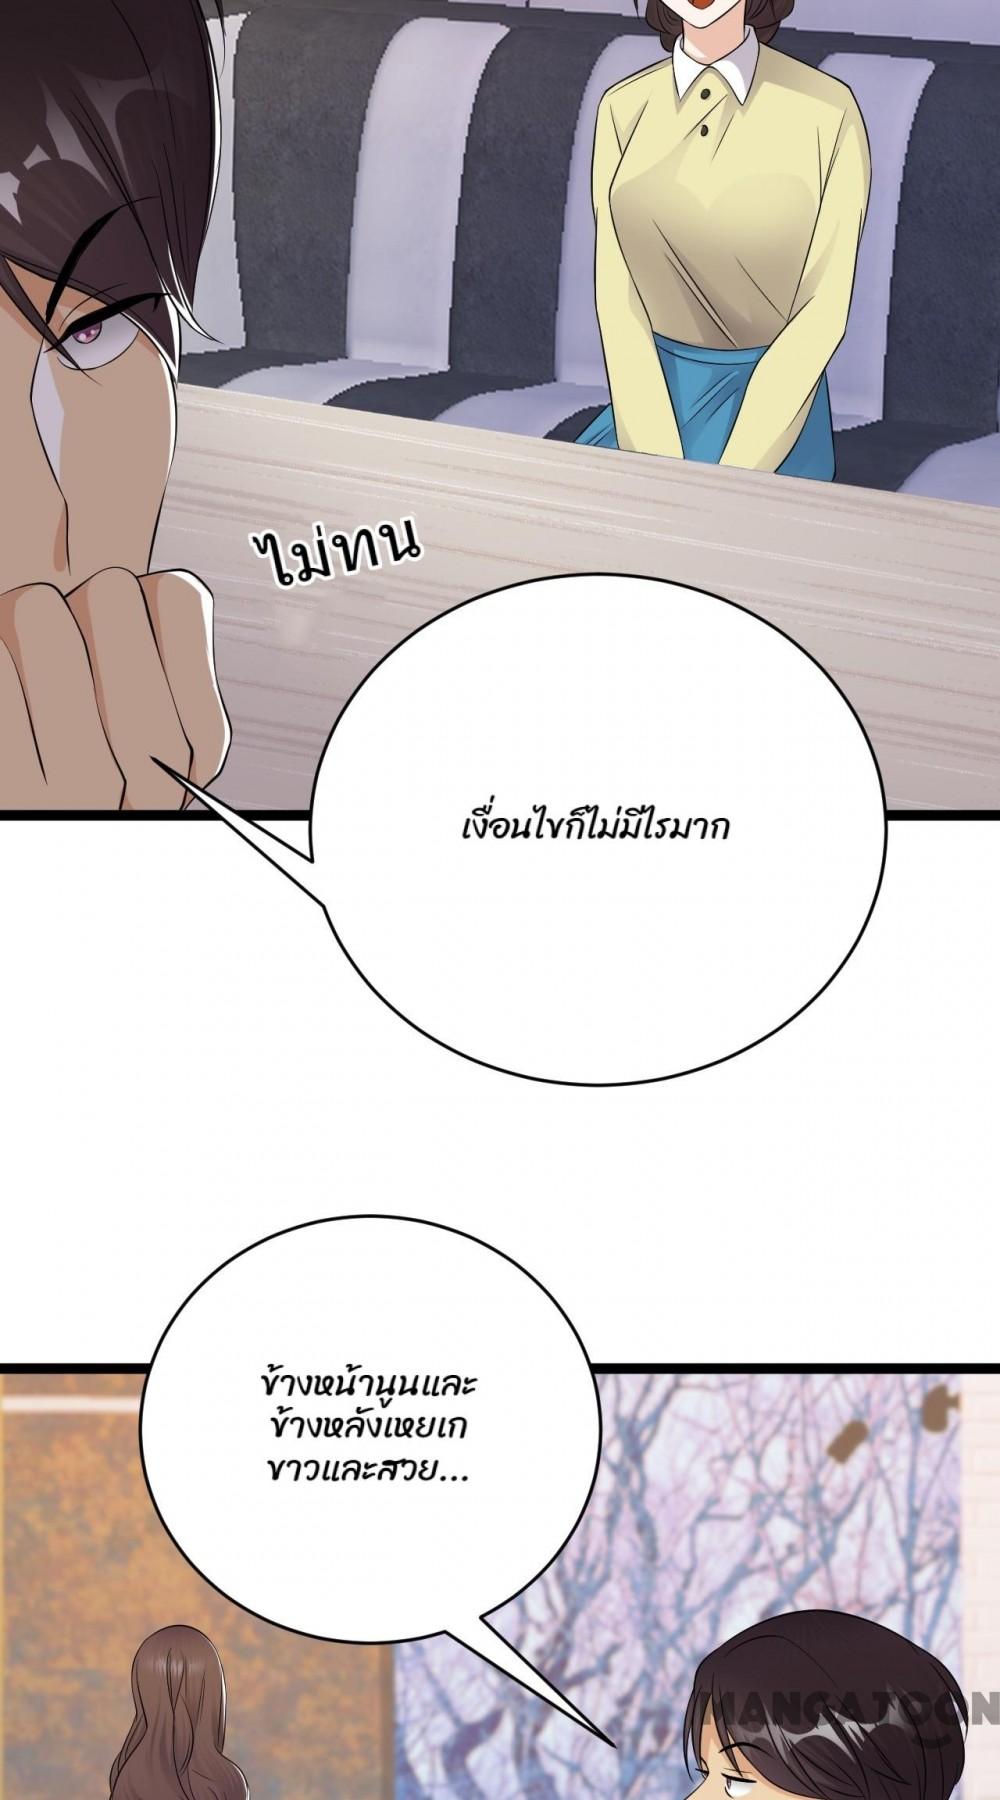 ไม่ทน
เงื่อนไขก็ไม่มีไรมาก
ข้างหน้านูนและ
ข้างหลังเหยเก
ขาวและสวย...
MANGATOON